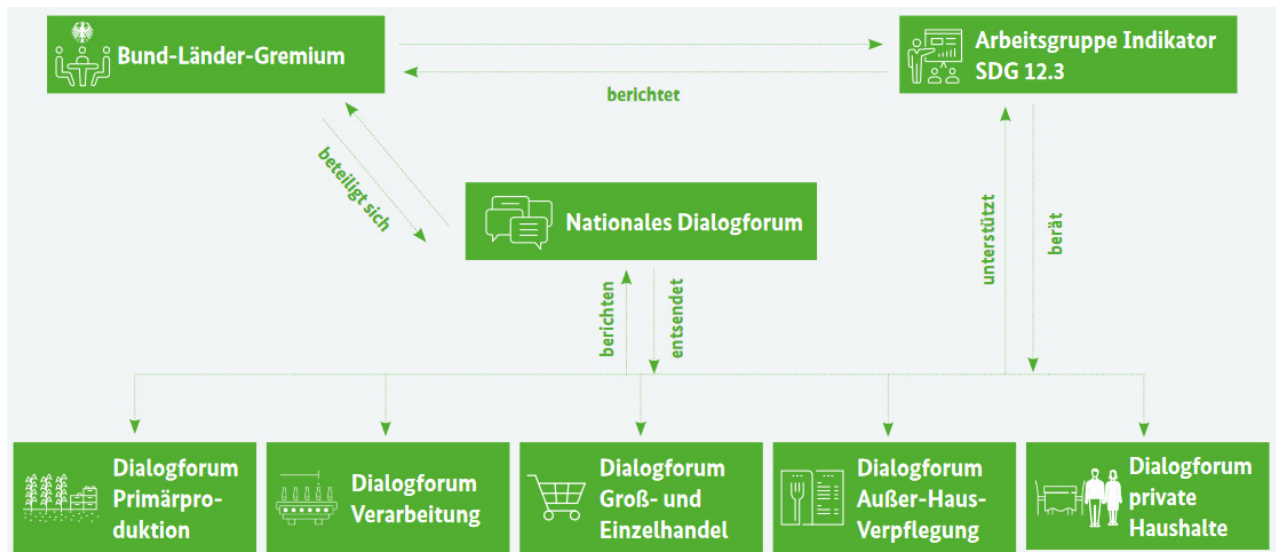 Bund-Länder-Gremium
Arbeitsgruppe Indikator
SDG 12.3
berichtet
beteiligt sich
Nationales Dialogforum
unterstützt
berät
berichten
entsendet
Dialogforum
Primärpro-
duktion
Dialogforum
Verarbeitung
Dialogforum
Groß- und
Einzelhandel
Dialogforum
Außer-Haus-
Verpflegung
Dialogforum
private
Haushalte